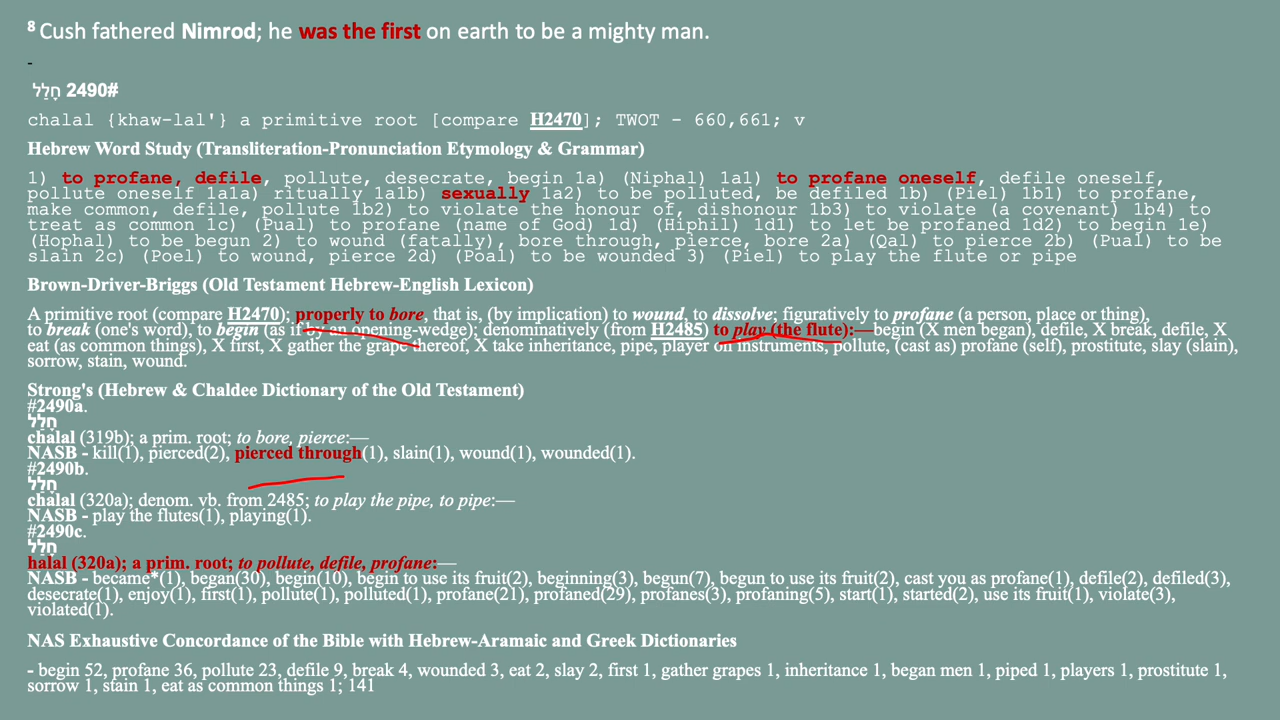 8 Cush fathered Nimrod; he was the first on earth to be a mighty man.
-
חָלַל 2490#
chalal {khaw-lal'} a primitive root [compare H2470]; TWOT - 660,661; v
Hebrew Word Study (Transliteration-Pronunciation Etymology & Grammar)
1) to profane, defile, pollute, desecrate, begin 1a) (Niphal) 1a1) to profane oneself, defile oneself,
pollute oneself 1a1a) ritually 1a1b) sexually 1a2) to be polluted, be defiled 1b) (Piel) 1b1) to profane,
make common, defile, pollute 1b2) to violate the honour of, dishonour 1b3) to violate (a covenant) 1b4) to
treat as common 1c) (Pual) to profane (name of God) 1d) (Hiphil) 1d1) to let be profaned 1d2) to begin 1e)
(Hophal) to be begun 2) to wound (fatally), bore through, pierce, bore 2a) (Qal) to pierce 2b) (Pual) to be
slain 2c) (Poel) to wound, pierce 2d) (Poal) to be wounded 3) (Piel) to play the flute or pipe
Brown-Driver-Briggs (Old Testament Hebrew-English Lexicon)
A primitive root (compare H2470); properly to bore, that is, (by implication) to wound, to dissolve; figuratively to profane (a person, place or thing),
to break (one's word), to begin (as if by an opening-wedge); denominatively (from H2485) to play (the flute):—begin (X men began), defile, X break, defile, X
eat (as common things), X first, X gather the grape thereof, X take inheritance, pipe, player on instruments, pollute, (cast as) profane (self), prostitute, slay (slain),
sorrow, stain, wound.
Strong's (Hebrew & Chaldee Dictionary of the Old Testament)
#2490a.
חָלַל
chalal (319b); a prim. root; to bore, pierce:—
NASB - kill(1), pierced(2), pierced through(1), slain(1), wound(1), wounded(1).
#2490b.
חָלַל
chalal (320a); denom. vb. from 2485; to play the pipe, to pipe:—
NASB - play the flutes(1), playing(1).
#2490c.
חָלַל
halal (320a); a prim. root; to pollute, defile, profane:—
NASB - became*(1), began(30), begin(10), begin to use its fruit(2), beginning(3), begun(7), begun to use its fruit(2), cast you as profane(1), defile(2), defiled(3),
desecrate(1), enjoy(1), first(1), pollute(1), polluted(1), profane(21), profaned(29), profanes(3), profaning(5), start(1), started(2), use its fruit(1), violate(3),
violated(1).
NAS Exhaustive Concordance of the Bible with Hebrew-Aramaic and Greek Dictionaries
- begin 52, profane 36, pollute 23, defile 9, break 4, wounded 3, eat 2, slay 2, first 1, gather grapes 1, inheritance 1, began men 1, piped 1, players 1, prostitute 1,
sorrow 1, stain 1, eat as common things 1; 141